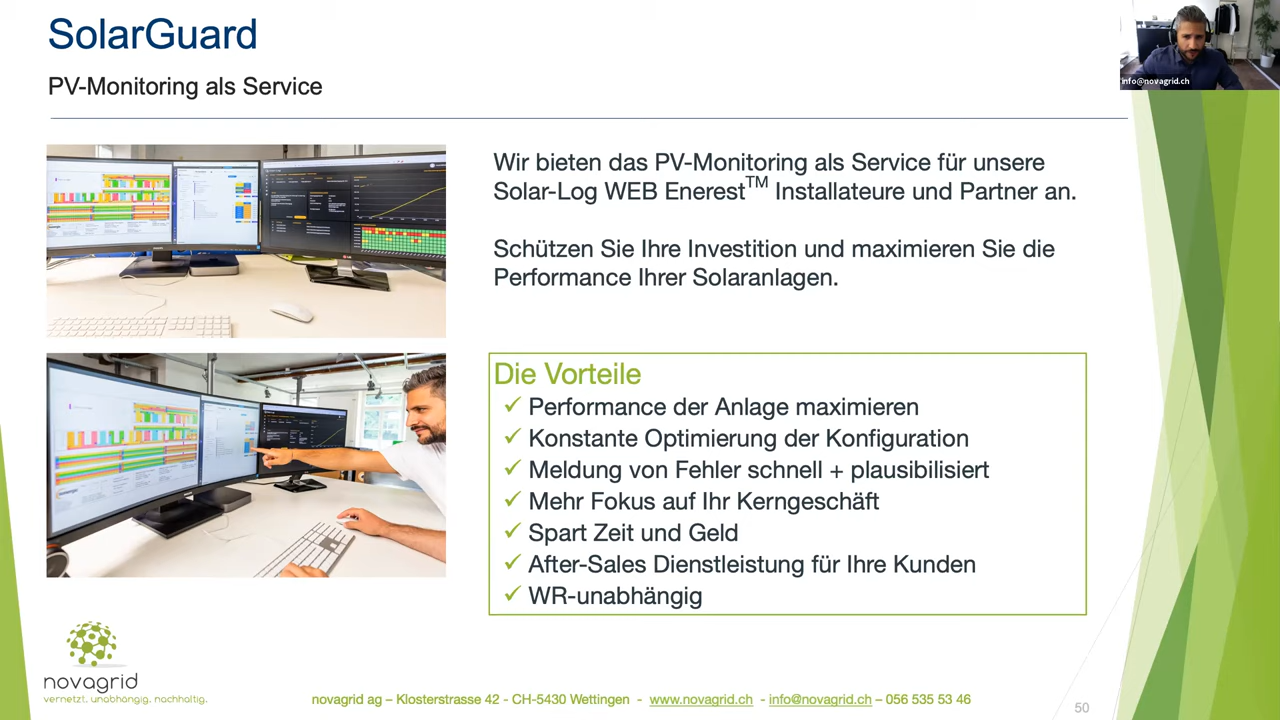 SolarGuard
PV-Monitoring als Service
info@novagrid.ch
Wir bieten das PV-Monitoring als Service für unsere
Solar-Log WEB Enerest™ Installateure und Partner an.
Schützen Sie Ihre Investition und maximieren Sie die
Performance Ihrer Solaranlagen.
Die Vorteile
✓ Performance der Anlage maximieren
✓ Konstante Optimierung der Konfiguration
✓ Meldung von Fehler schnell + plausibilisiert
✓ Mehr Fokus auf Ihr Kerngeschäft
✓ Spart Zeit und Geld
✓ After-Sales Dienstleistung für Ihre Kunden
✓ WR-unabhängig
novagrid
vernetzt. unabhängig. nachhaltig.
novagrid ag – Klosterstrasse 42 - CH-5430 Wettingen - www.novagrid.ch - info@novagrid.ch – 056 535 53 46
50